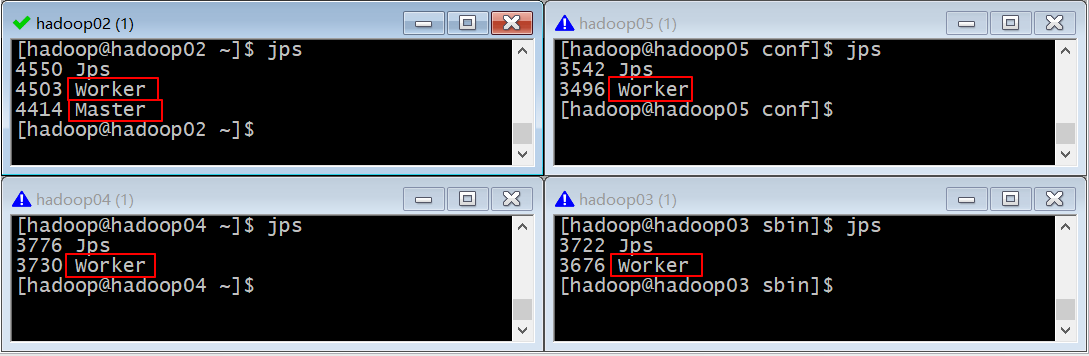 hadoop02 (1)
[hadoop@hadoop02 ~]$ jps
4550 Jps
4503 Worker
4414 Master
[hadoop@hadoop02 ~]$
hadoop05 (1)
[hadoop@hadoop05 conf]$ jps
3542 Jps
3496 Worker
[hadoop@hadoop05 conf]$
hadoop04 (1)
[hadoop@hadoop04 ~]$ jps
3776 Jps
3730 Worker
[hadoop@hadoop04 ~]$
hadoop03 (1)
[hadoop@hadoop03 sbin]$ jps
3722 Jps
3676 Worker
[hadoop@hadoop03 sbin]$